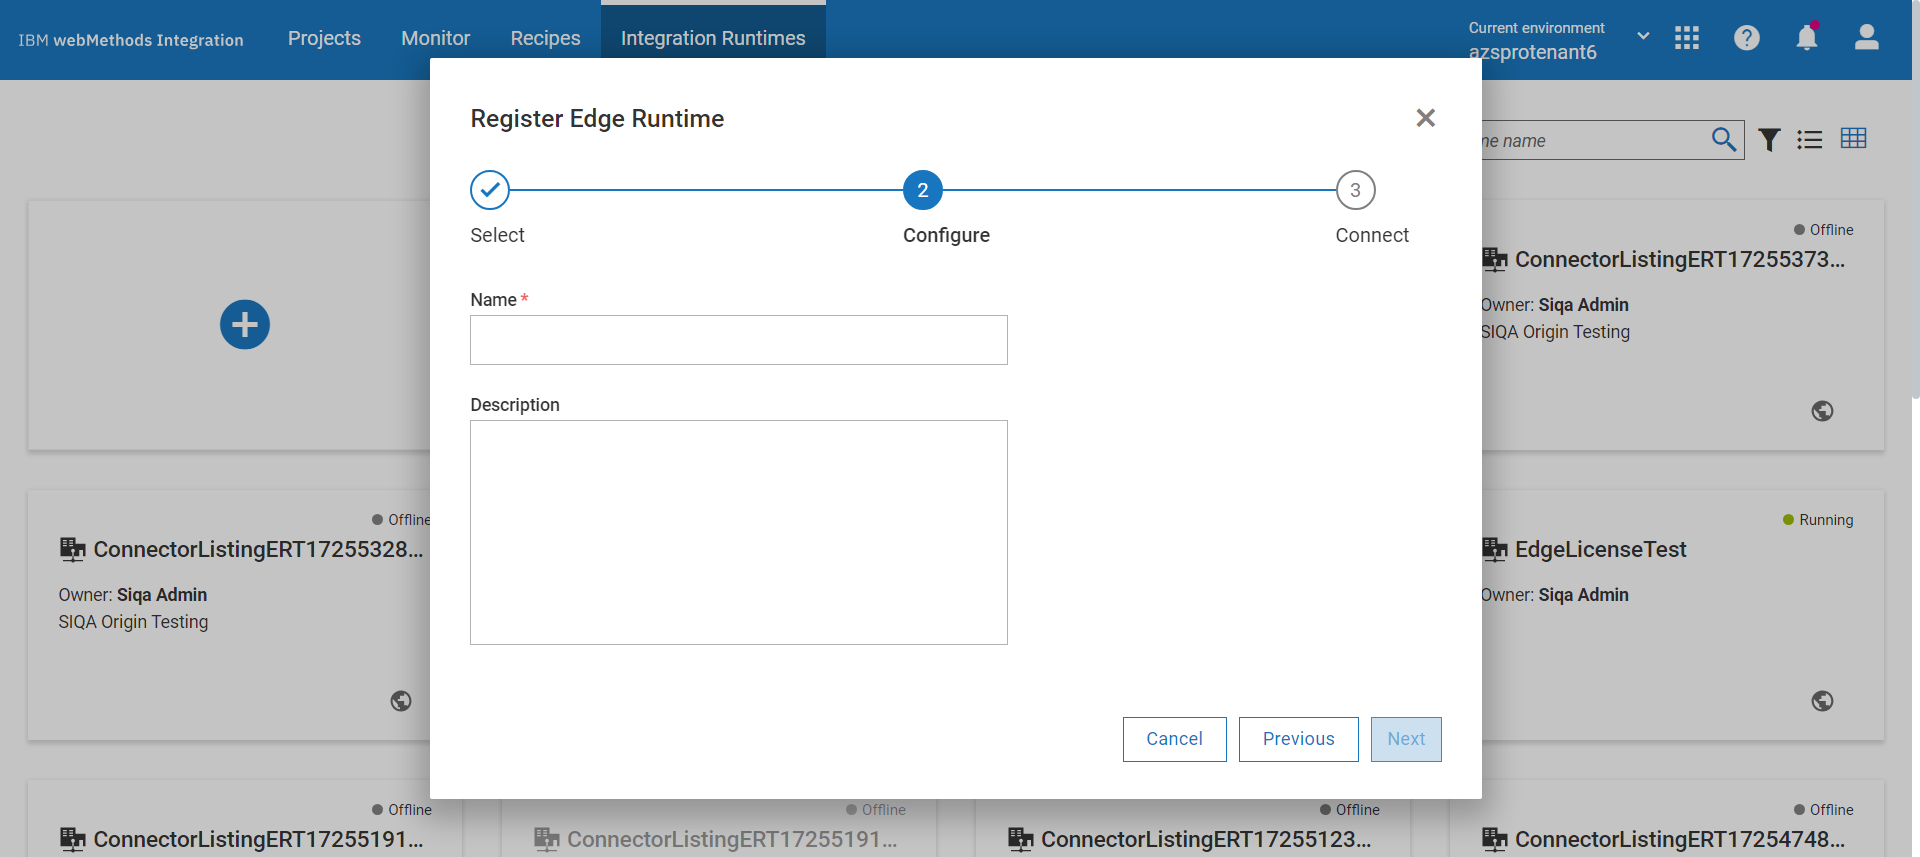 IBM webMethods Integration
Projects
Monitor
Recipes
Integration Runtimes
Current environment
azsprotenant6
Register Edge Runtime
2
3
Select
Configure
Connect
Name *
Description
Cancel
Previous
Next
name
Offline
ConnectorListingERT17255373...
Owner: Siqa Admin
SIQA Origin Testing
Offline
ConnectorListingERT17255328...
Owner: Siqa Admin
SIQA Origin Testing
Running
EdgeLicenseTest
Owner: Siqa Admin
Offline
ConnectorListingERT17255191...
Offline
ConnectorListingERT17255191...
Offline
ConnectorListingERT17255123...
Offline
ConnectorListingERT17254748...